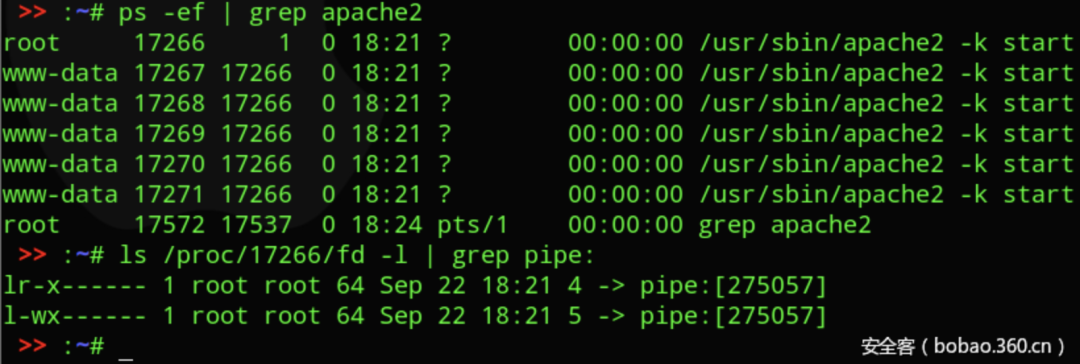 >> :~# ps -ef | grep apache2
root     17266     1  0 18:21 ?        00:00:00 /usr/sbin/apache2 -k start
www-data 17267 17266  0 18:21 ?        00:00:00 /usr/sbin/apache2 -k start
www-data 17268 17266  0 18:21 ?        00:00:00 /usr/sbin/apache2 -k start
www-data 17269 17266  0 18:21 ?        00:00:00 /usr/sbin/apache2 -k start
www-data 17270 17266  0 18:21 ?        00:00:00 /usr/sbin/apache2 -k start
www-data 17271 17266  0 18:21 ?        00:00:00 /usr/sbin/apache2 -k start
root     17572 17537  0 18:24 pts/1    00:00:00 grep apache2
>> :~# ls /proc/17266/fd -l | grep pipe:
lr-x------ 1 root root 64 Sep 22 18:21 4 -> pipe:[275057]
l-wx------ 1 root root 64 Sep 22 18:21 5 -> pipe:[275057]
>> :~# _
安全客（bobao.360.cn）